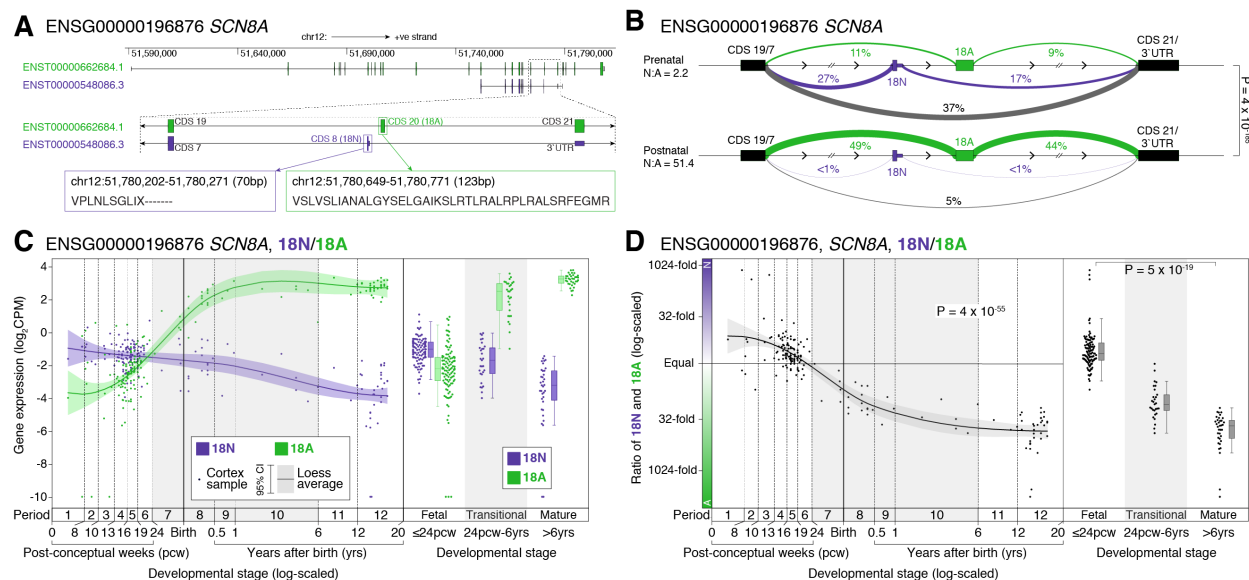 A ENSG00000196876 SCN8A
chr12: +ve strand
51,590,000 51,640,000 51,690,000 51,740,000 51,790,000
ENST00000662684.1
ENST00000548086.3
ENST00000662684.1 CDS 19 CDS 20 (18A) CDS 21
CDS 8 (18N)
ENST00000548086.3 CDS 7 3`UTR
chr12:51,780,202-51,780,271 (70bp)
VPLNLSGLIX-------
chr12:51,780,649-51,780,771 (123bp)
VSLVSLIANALGYSELGAIKSLRTLRALRPLRALSRFEGMR
B ENSG00000196876 SCN8A
Prenatal
N:A = 2.2
CDS 19/7
11%
18A
9%
CDS 21/
3`UTR
27%
18N
17%
37%
P = 4 x 10
Postnatal
N:A = 51.4
CDS 19/7
49%
18A
44%
CDS 21/
3`UTR
<1%
18N
<1%
5%
C ENSG00000196876 SCN8A, 18N/18A
Gene expression (log2CPM)
4
2
0
-2
-4
-6
-8
-10
18N 18A
Cortex
sample
95% CI
Loess
average
18N
18A
Period 1 2 3 4 5 6 7 8 9 10 11 12
Fetal Transitional Mature
0 8 10 13 16 19 24 Birth 0.5 1 6 12 20
≤24pcw 24pcw-6yrs >6yrs
Post-conceptual weeks (pcw) Years after birth (yrs) Developmental stage
Developmental stage (log-scaled)
D ENSG00000196876, SCN8A, 18N/18A
Ratio of 18N and 18A (log-scaled)
N
A
1024-fold
32-fold
Equal
32-fold
1024-fold
P = 4 x 10-55
P = 5 x 10-19
Period 1 2 3 4 5 6 7 8 9 10 11 12
Fetal Transitional Mature
0 8 10 13 16 19 24 Birth 0.5 1 6 12 20
≤24pcw 24pcw-6yrs >6yrs
Post-conceptual weeks (pcw) Years after birth (yrs) Developmental stage
Developmental stage (log-scaled)